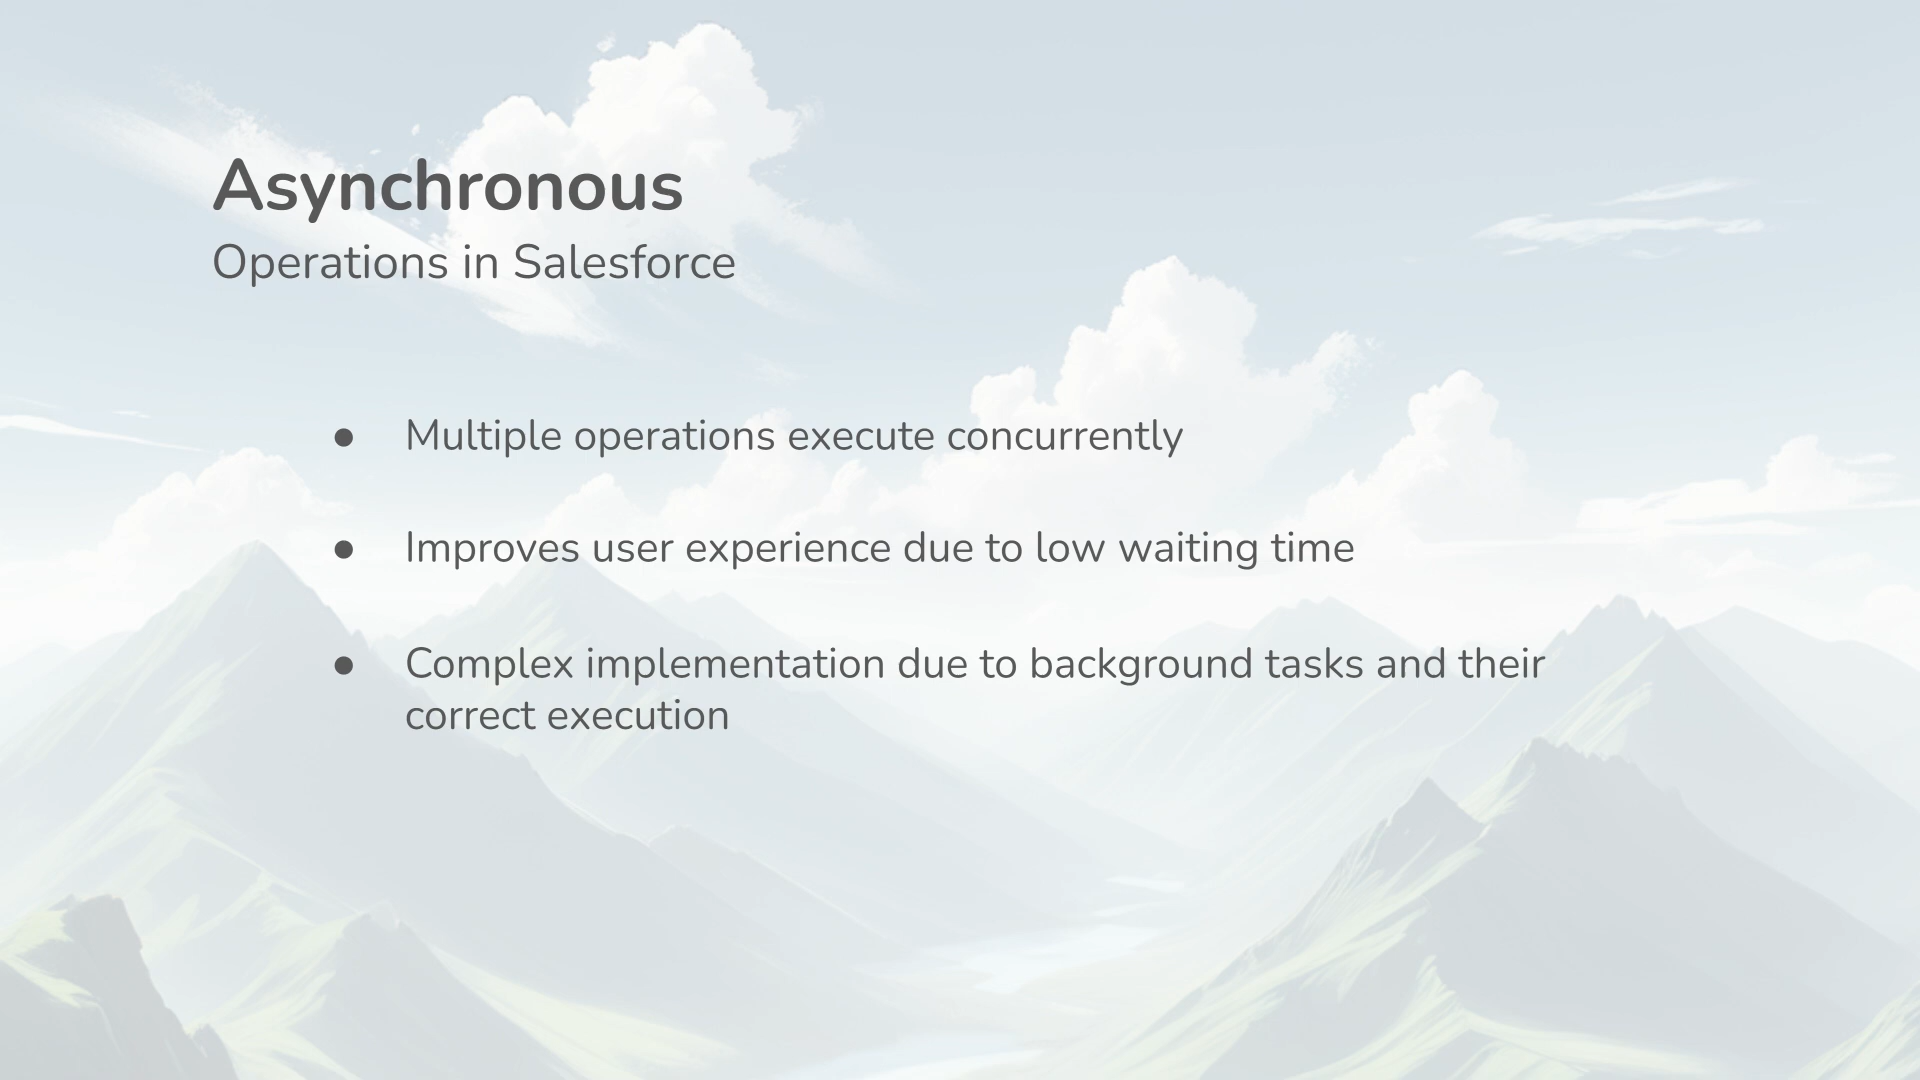 Asynchronous
Operations in Salesforce
● Multiple operations execute concurrently
● Improves user experience due to low waiting time
● Complex implementation due to background tasks and their
correct execution